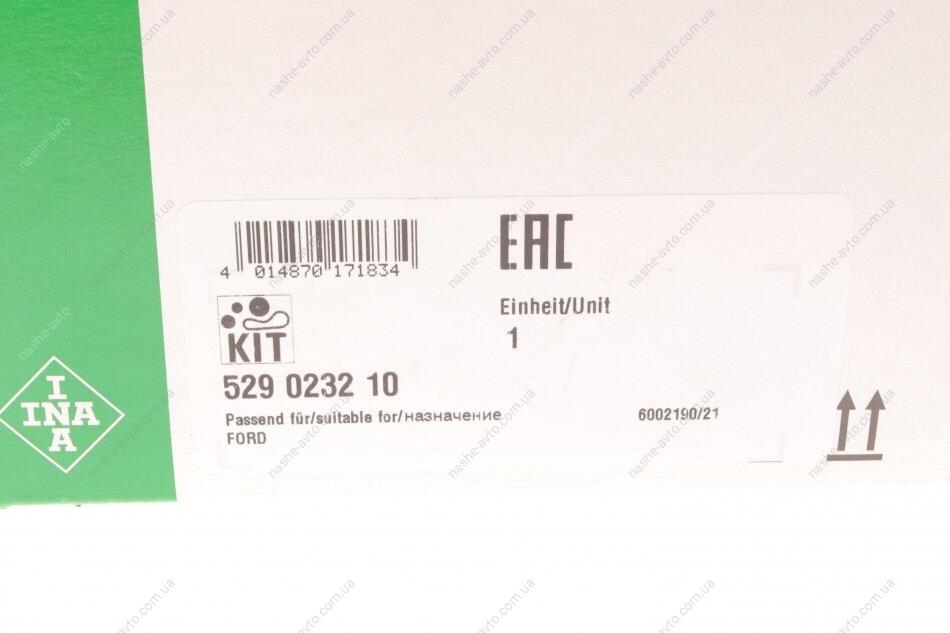 EAC
4 014870 171834
Einheit/Unit
1
KIT
529 0232 10
Passend für/suitable for/назначение
FORD
6002190/21
INA
INA
nashe-avto.com.ua